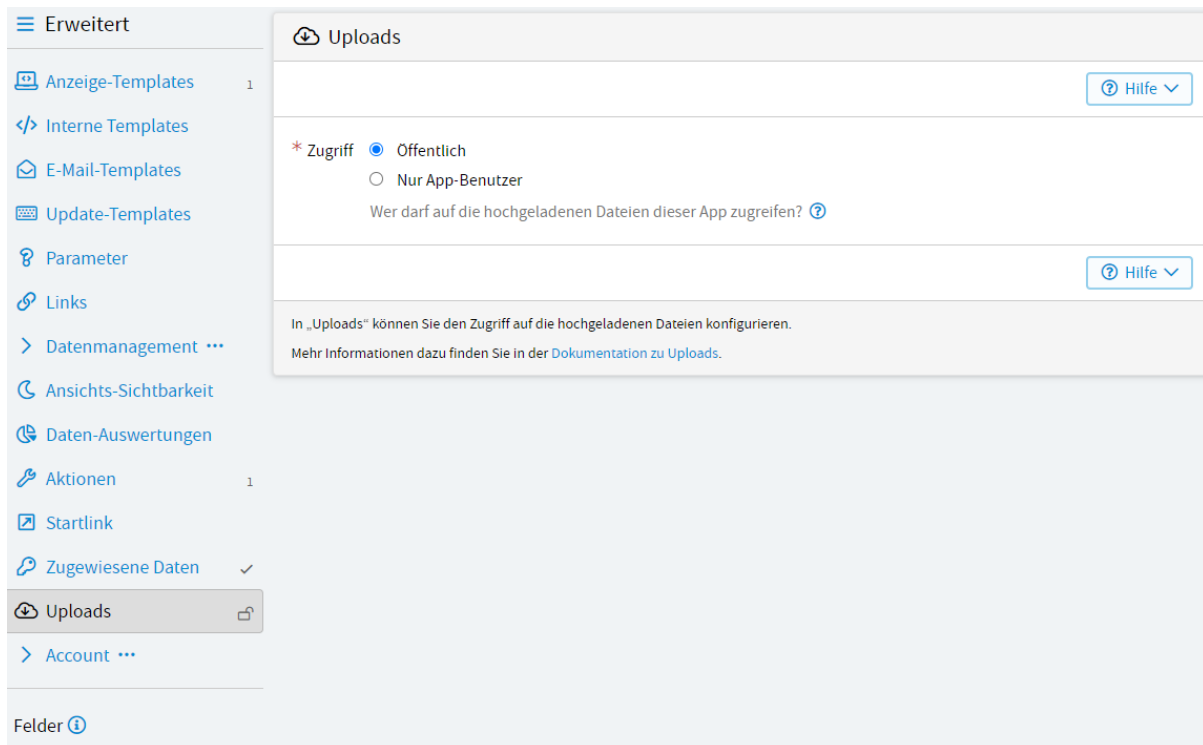 Erweitert
Anzeige-Templates 1
Interne Templates
E-Mail-Templates
Update-Templates
Parameter
Links
Datenmanagement •••
Ansichts-Sichtbarkeit
Daten-Auswertungen
Aktionen 1
Startlink
Zugewiesene Daten
Uploads
Account •••
Felder
Uploads
Hilfe
* Zugriff Öffentlich
Nur App-Benutzer
Wer darf auf die hochgeladenen Dateien dieser App zugreifen?
Hilfe
In „Uploads“ können Sie den Zugriff auf die hochgeladenen Dateien konfigurieren.
Mehr Informationen dazu finden Sie in der Dokumentation zu Uploads.